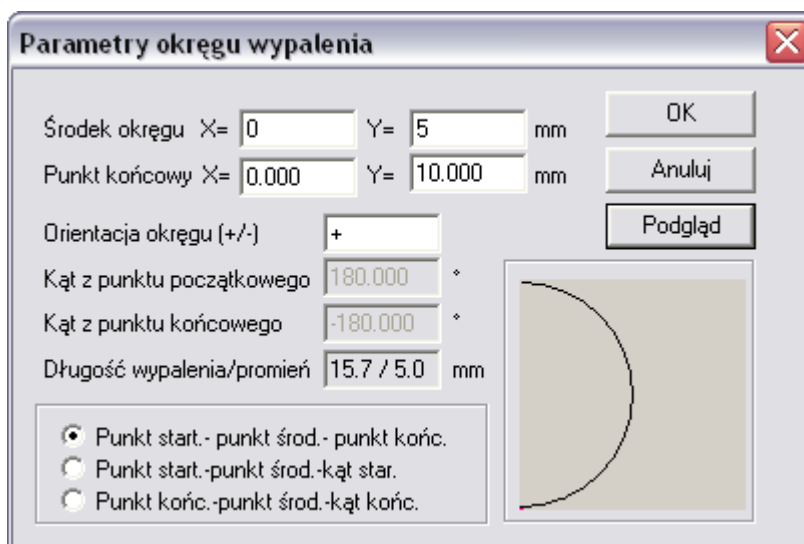 Parametry okręgu wypalenia
Środek okręgu X= 0 Y= 5 mm OK
Punkt końcowy X= 0.000 Y= 10.000 mm Anuluj
Orientacja okręgu (+/-) + Podgląd
Kąt z punktu początkowego 180.000 °
Kąt z punktu końcowego -180.000 °
Długość wypalenia/promień 15.7 / 5.0 mm
Punkt start.- punkt środ.- punkt końc.
Punkt start.-punkt środ.-kąt star.
Punkt końc.-punkt środ.-kąt końc.